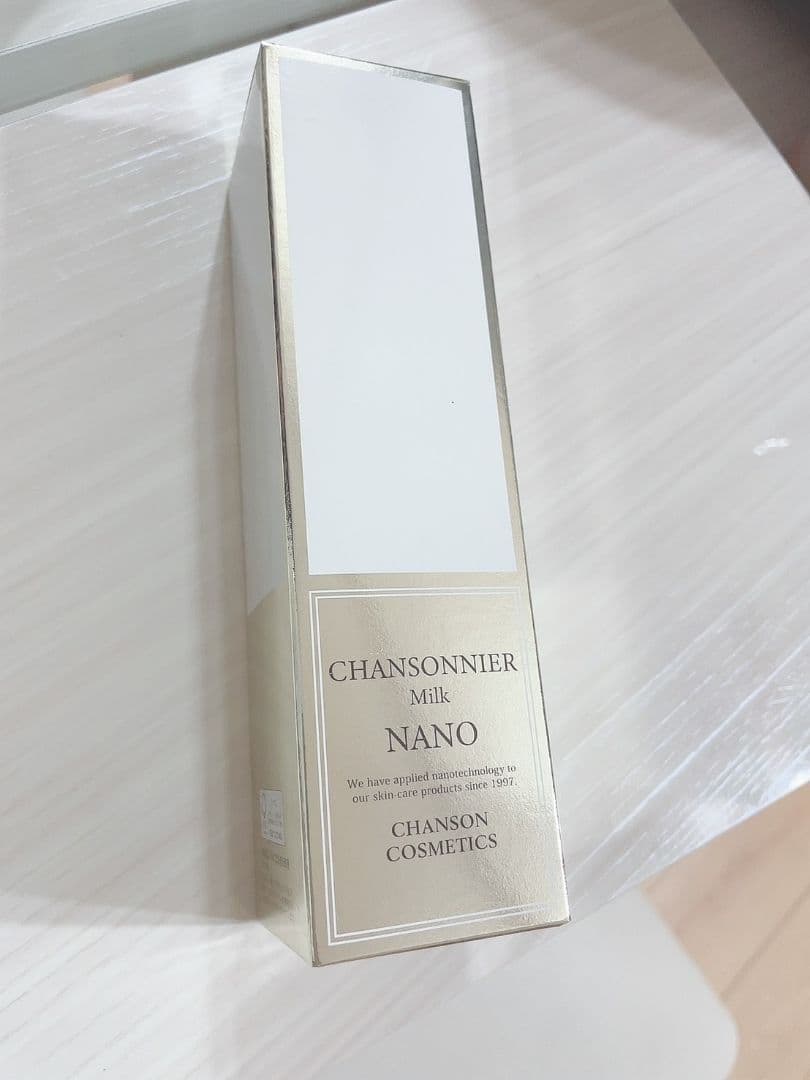 CHANSONNIER
Milk
NANO
We have applied nanotechnology to
our skin-care products since 1997.
CHANSON
COSMETICS